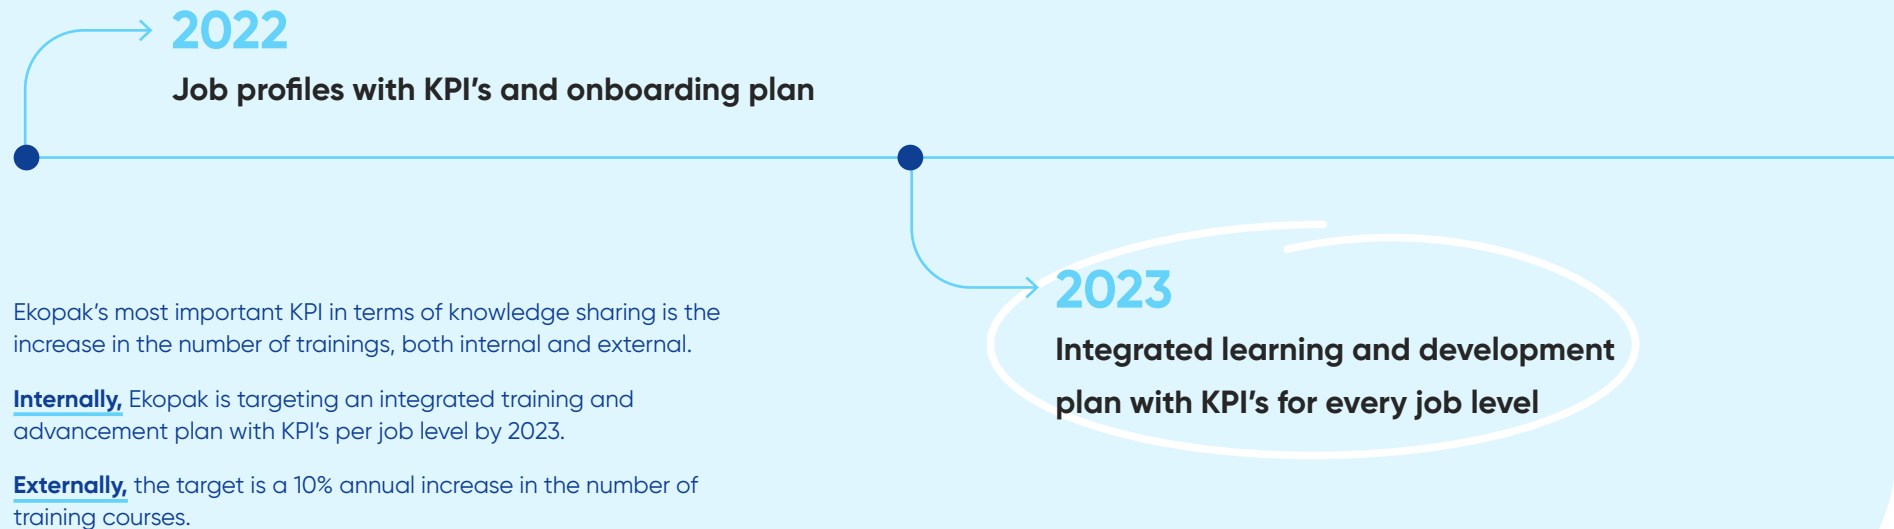 2022
Job profiles with KPI's and onboarding plan
Ekopak's most important KPI in terms of knowledge sharing is the
increase in the number of trainings, both internal and external.
Internally, Ekopak is targeting an integrated training and
advancement plan with KPI's per job level by 2023.
Externally, the target is a 10% annual increase in the number of
training courses.
2023
Integrated learning and development
plan with KPI's for every job level